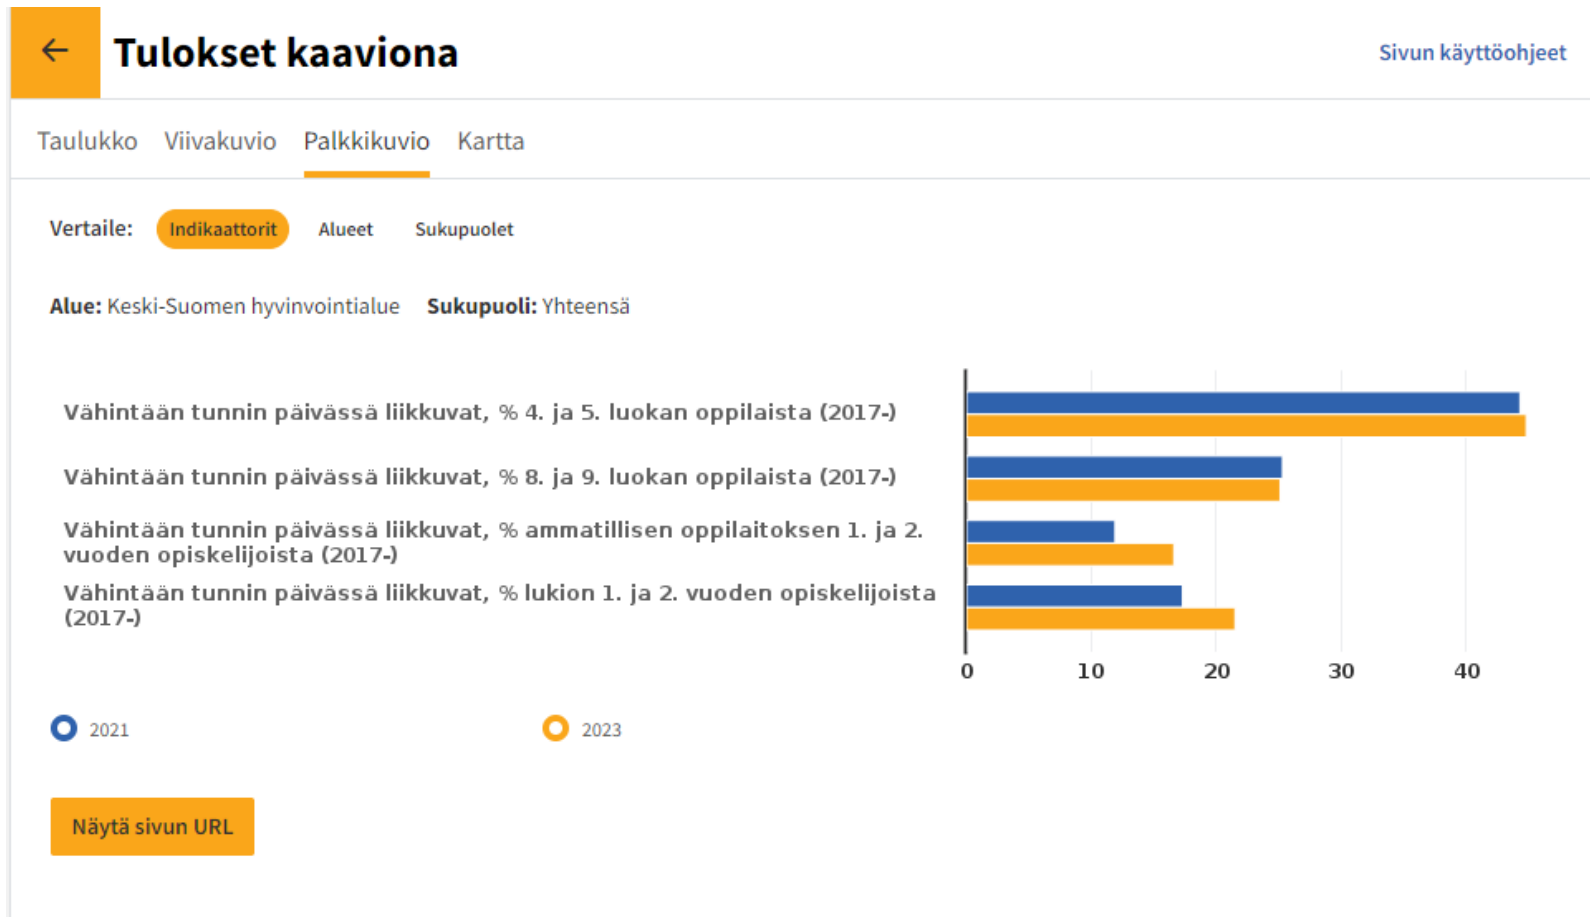 Tulokset kaaviona
Sivun käyttöohjeet
Taulukko Viivakuvio Palkkikuvio Kartta
Vertaile: Indikaattorit Alueet Sukupuolet
Alue: Keski-Suomen hyvinvointialue Sukupuoli: Yhteensä
Vähintään tunnin päivässä liikkuvat, % 4. ja 5. luokan oppilaista (2017-)
Vähintään tunnin päivässä liikkuvat, % 8. ja 9. luokan oppilaista (2017-)
Vähintään tunnin päivässä liikkuvat, % ammatillisen oppilaitoksen 1. ja 2.
vuoden opiskelijoista (2017-)
Vähintään tunnin päivässä liikkuvat, % lukion 1. ja 2. vuoden opiskelijoista
(2017-)
0 10 20 30 40
2021 2023
Näytä sivun URL